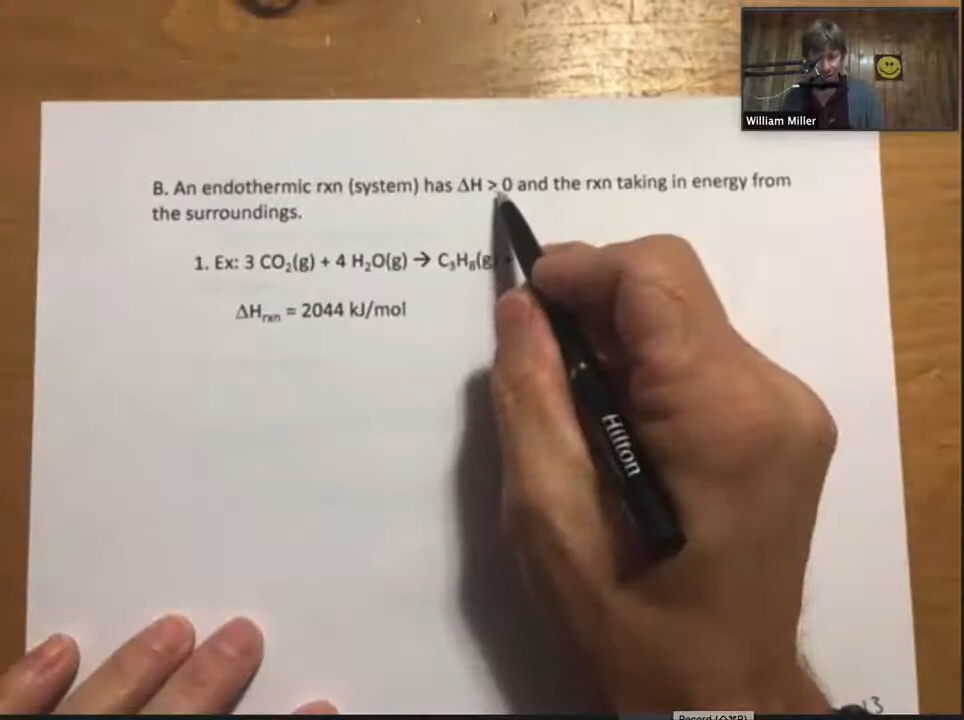 William Miller
B. An endothermic rxn (system) has ΔH > 0 and the rxn taking in energy from
the surroundings.
1. Ex: 3 CO₂(g) + 4 H₂O(g) → C₃H₈(g)
ΔHᵣₓₙ = 2044 kJ/mol
Hilton
13